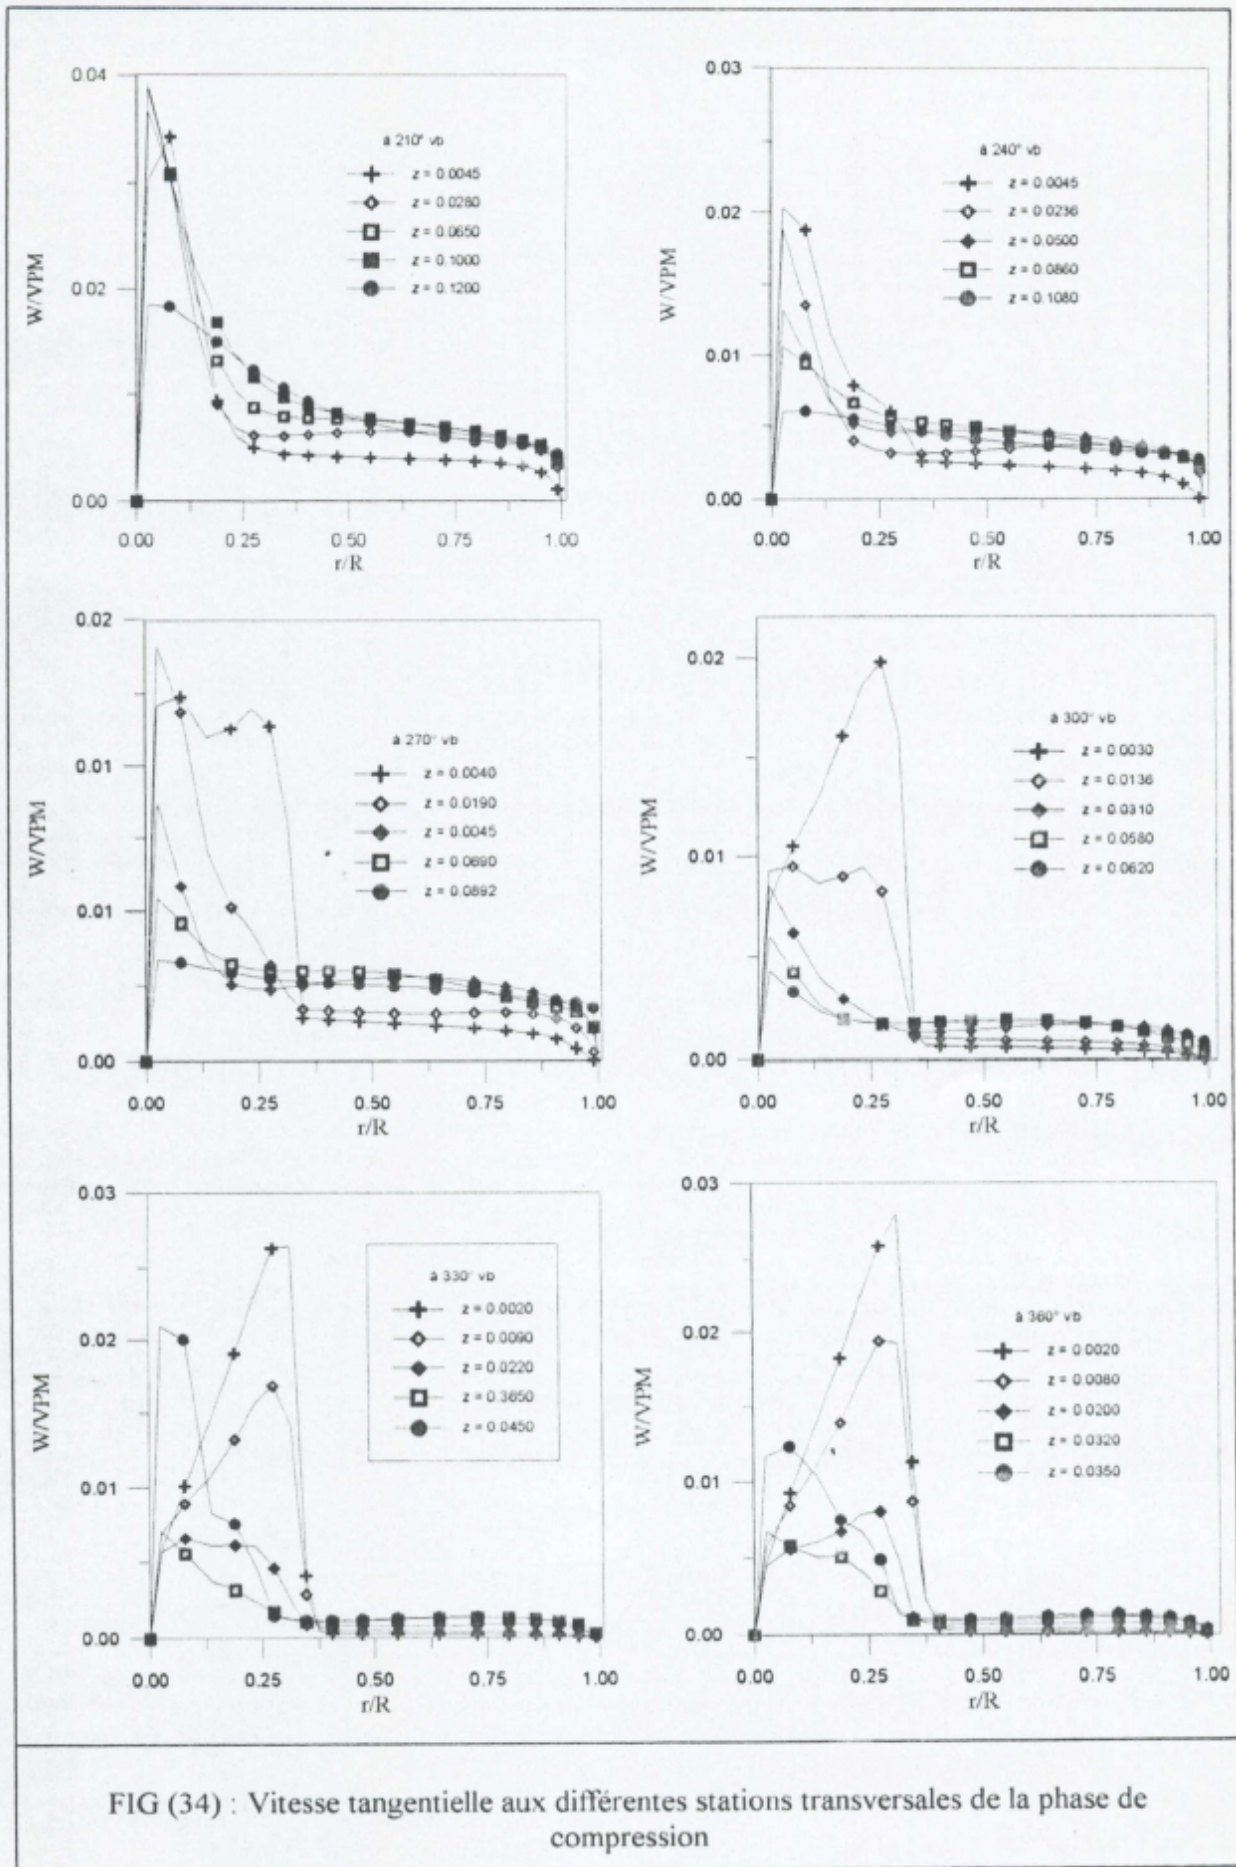 0.04
0.02
0.00
W/VPM
0.00 0.25 0.50 0.75 1.00
r/R
à 210° vb
z = 0.0045
z = 0.0280
z = 0.0650
z = 0.1000
z = 0.1200
0.03
0.02
0.01
0.00
W/VPM
0.00 0.25 0.50 0.75 1.00
r/R
à 240° vb
z = 0.0045
z = 0.0236
z = 0.0500
z = 0.0860
z = 0.1080
0.02
0.01
0.01
0.00
W/VPM
0.00 0.25 0.50 0.75 1.00
r/R
à 270° vb
z = 0.0040
z = 0.0190
z = 0.0045
z = 0.0690
z = 0.0892
0.02
0.01
0.00
W/VPM
0.00 0.25 0.50 0.75 1.00
r/R
à 300° vb
z = 0.0030
z = 0.0136
z = 0.0310
z = 0.0580
z = 0.0620
0.03
0.02
0.01
0.00
W/VPM
0.00 0.25 0.50 0.75 1.00
r/R
à 330° vb
z = 0.0020
z = 0.0090
z = 0.0220
z = 0.3650
z = 0.0450
0.03
0.02
0.01
0.00
W/VPM
0.00 0.25 0.50 0.75 1.00
r/R
à 360° vb
z = 0.0020
z = 0.0080
z = 0.0200
z = 0.0320
z = 0.0350
FIG (34) : Vitesse tangentielle aux différentes stations transversales de la phase de
compression